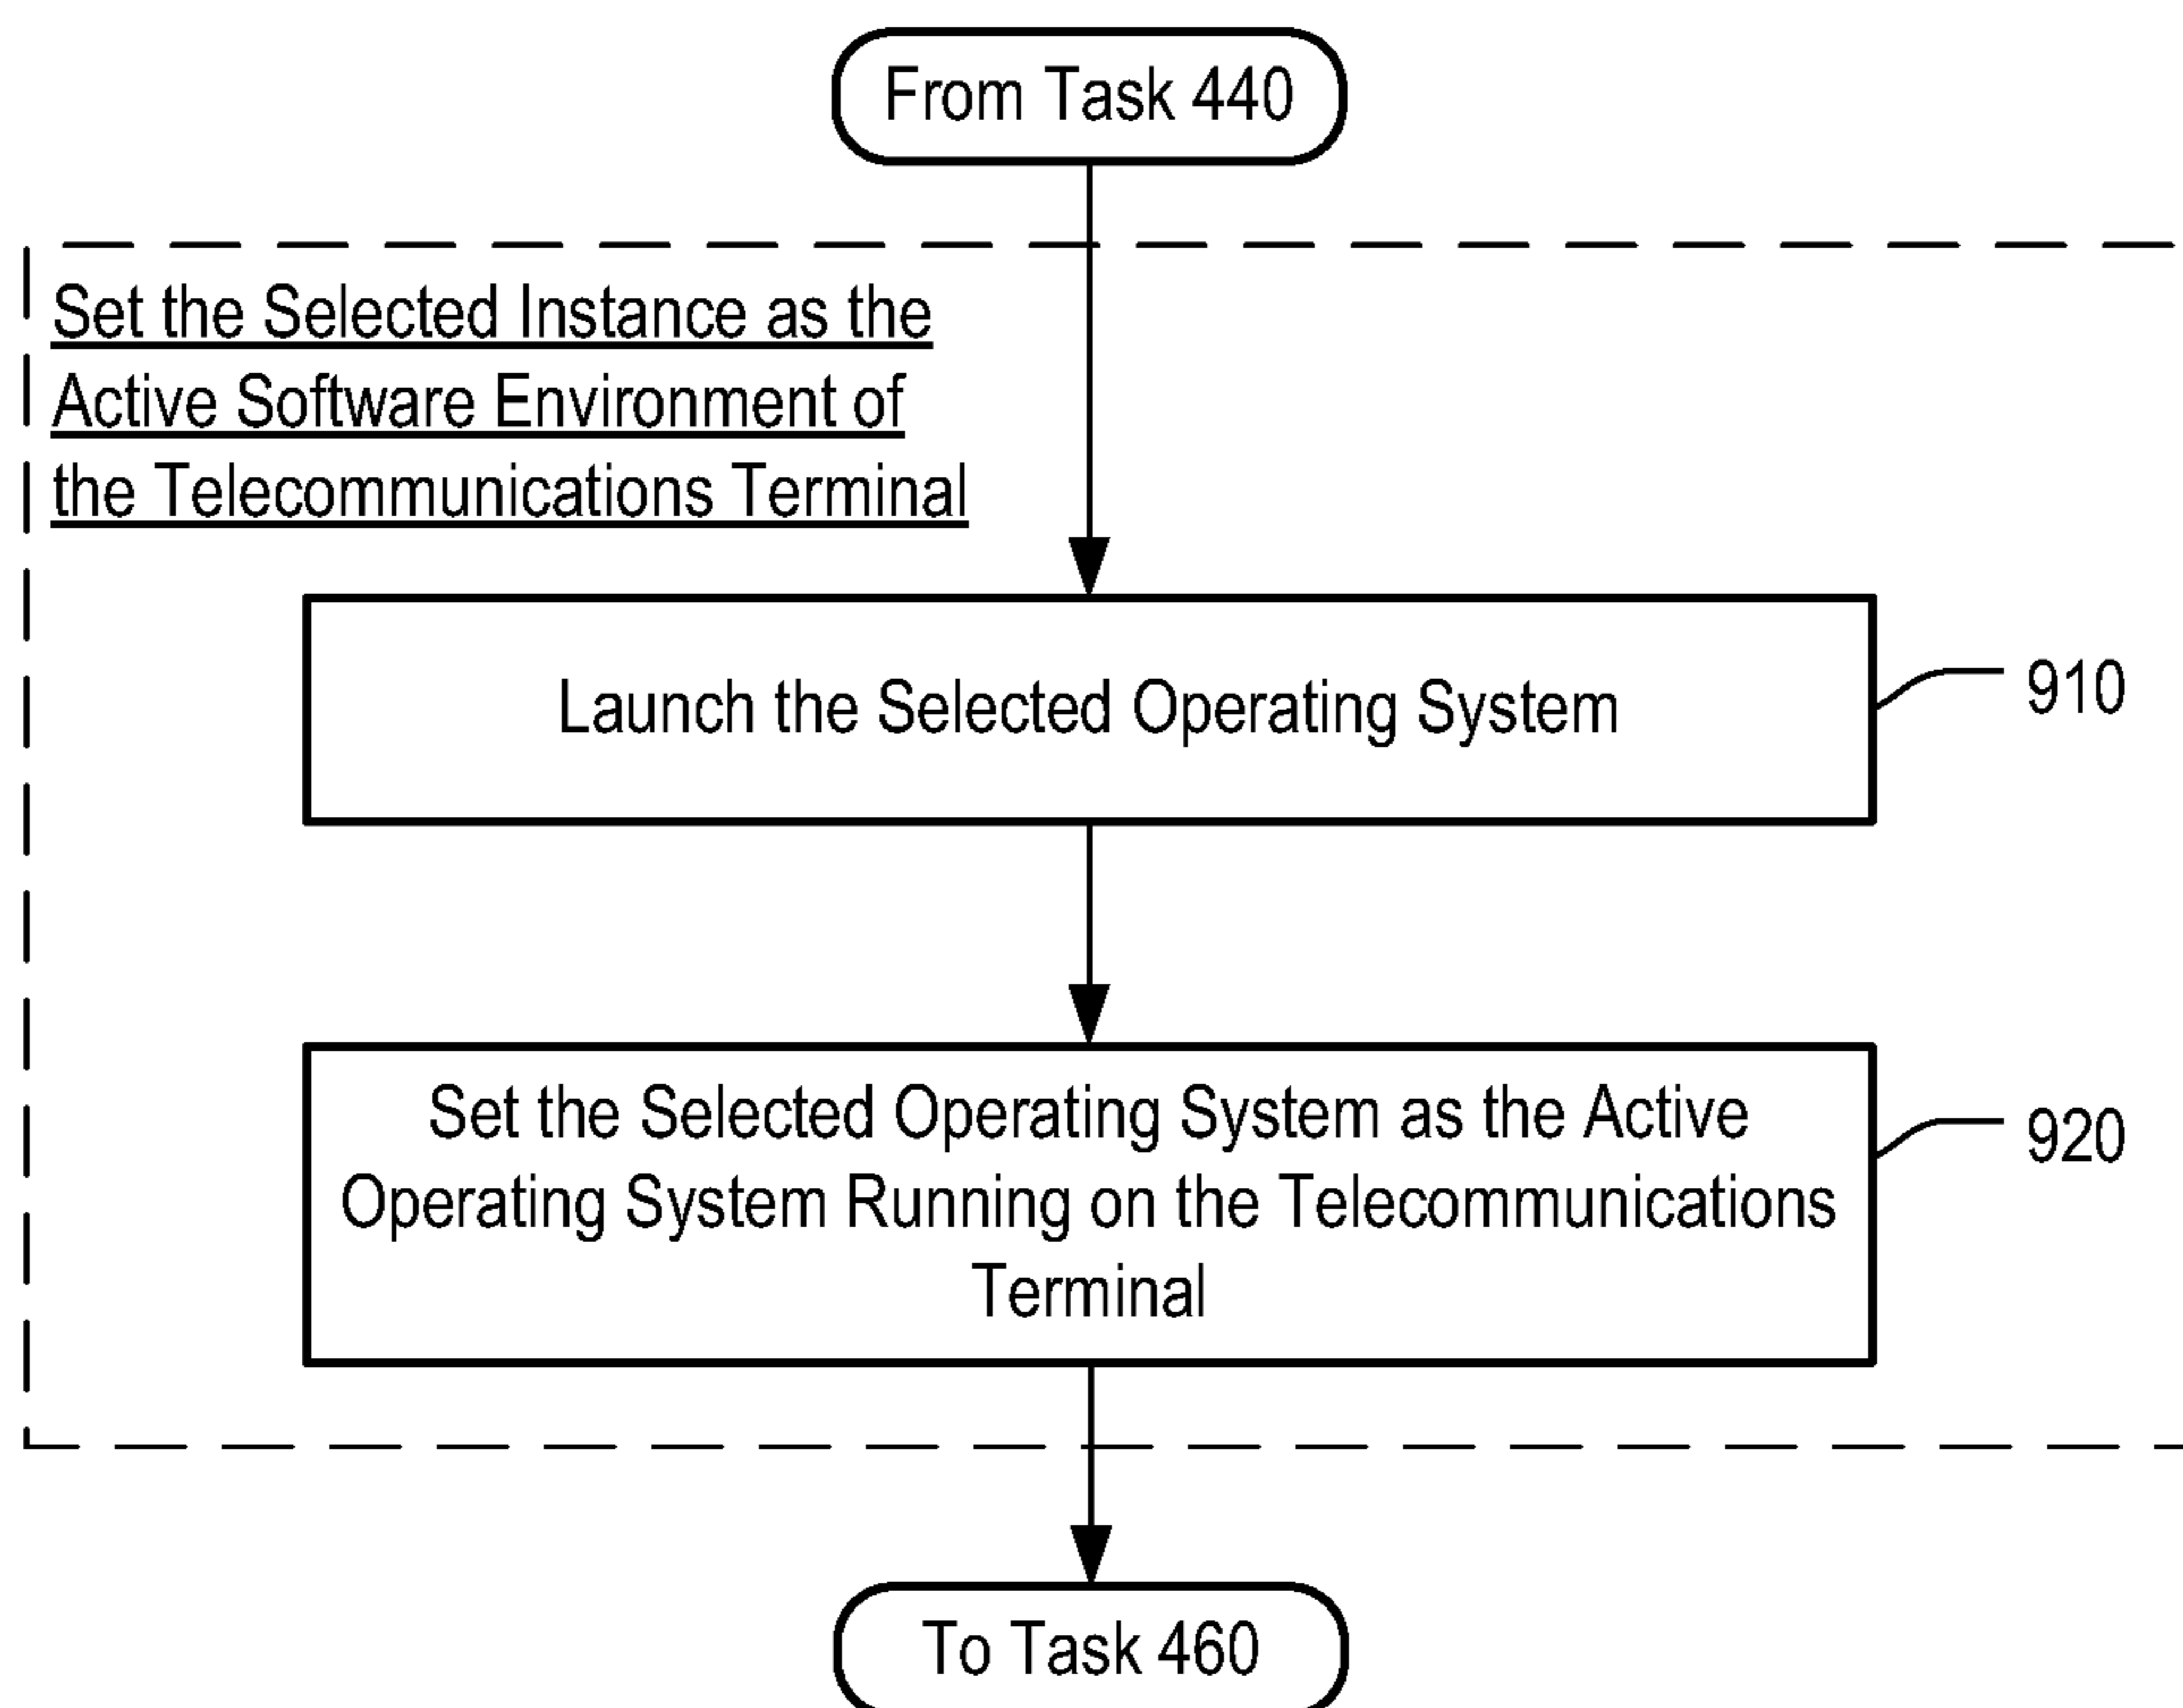 From Task 440
Set the Selected Instance as the
Active Software Environment of
the Telecommunications Terminal
Launch the Selected Operating System
910
Set the Selected Operating System as the Active
Operating System Running on the Telecommunications
Terminal
920
To Task 460